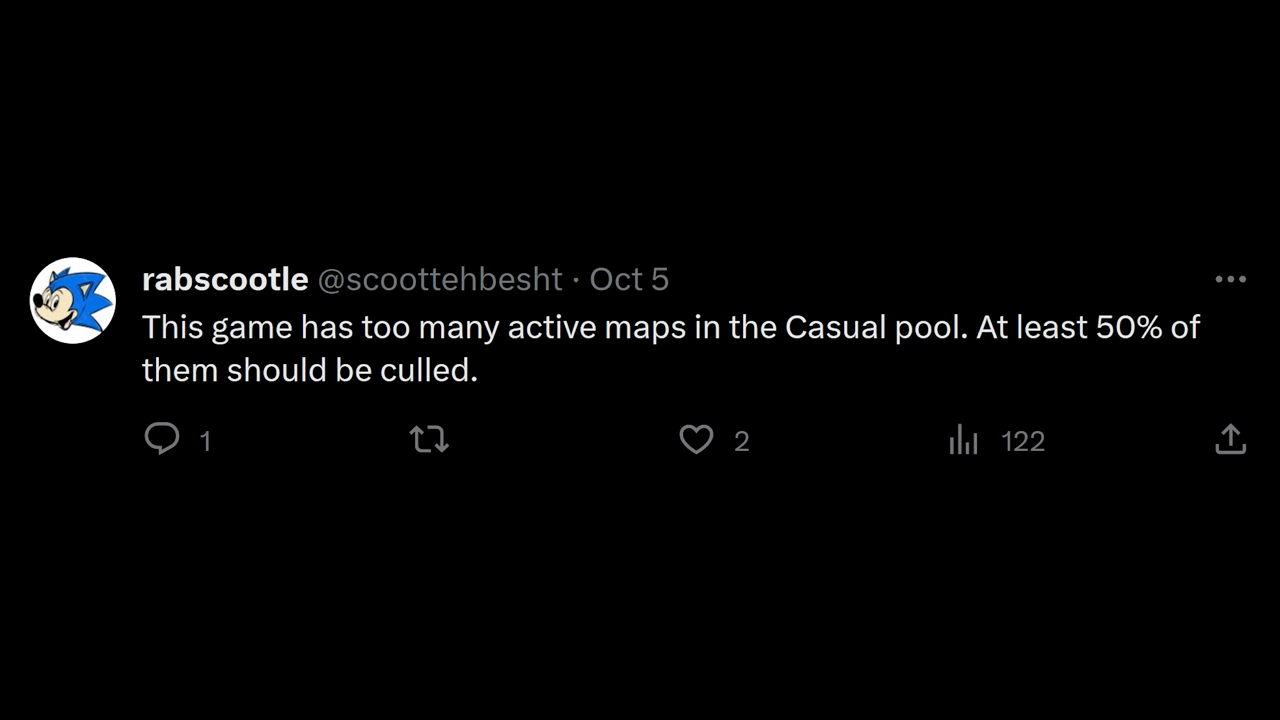 rabscootle @scoottehbesht · Oct 5
This game has too many active maps in the Casual pool. At least 50% of
them should be culled.
1 2 122